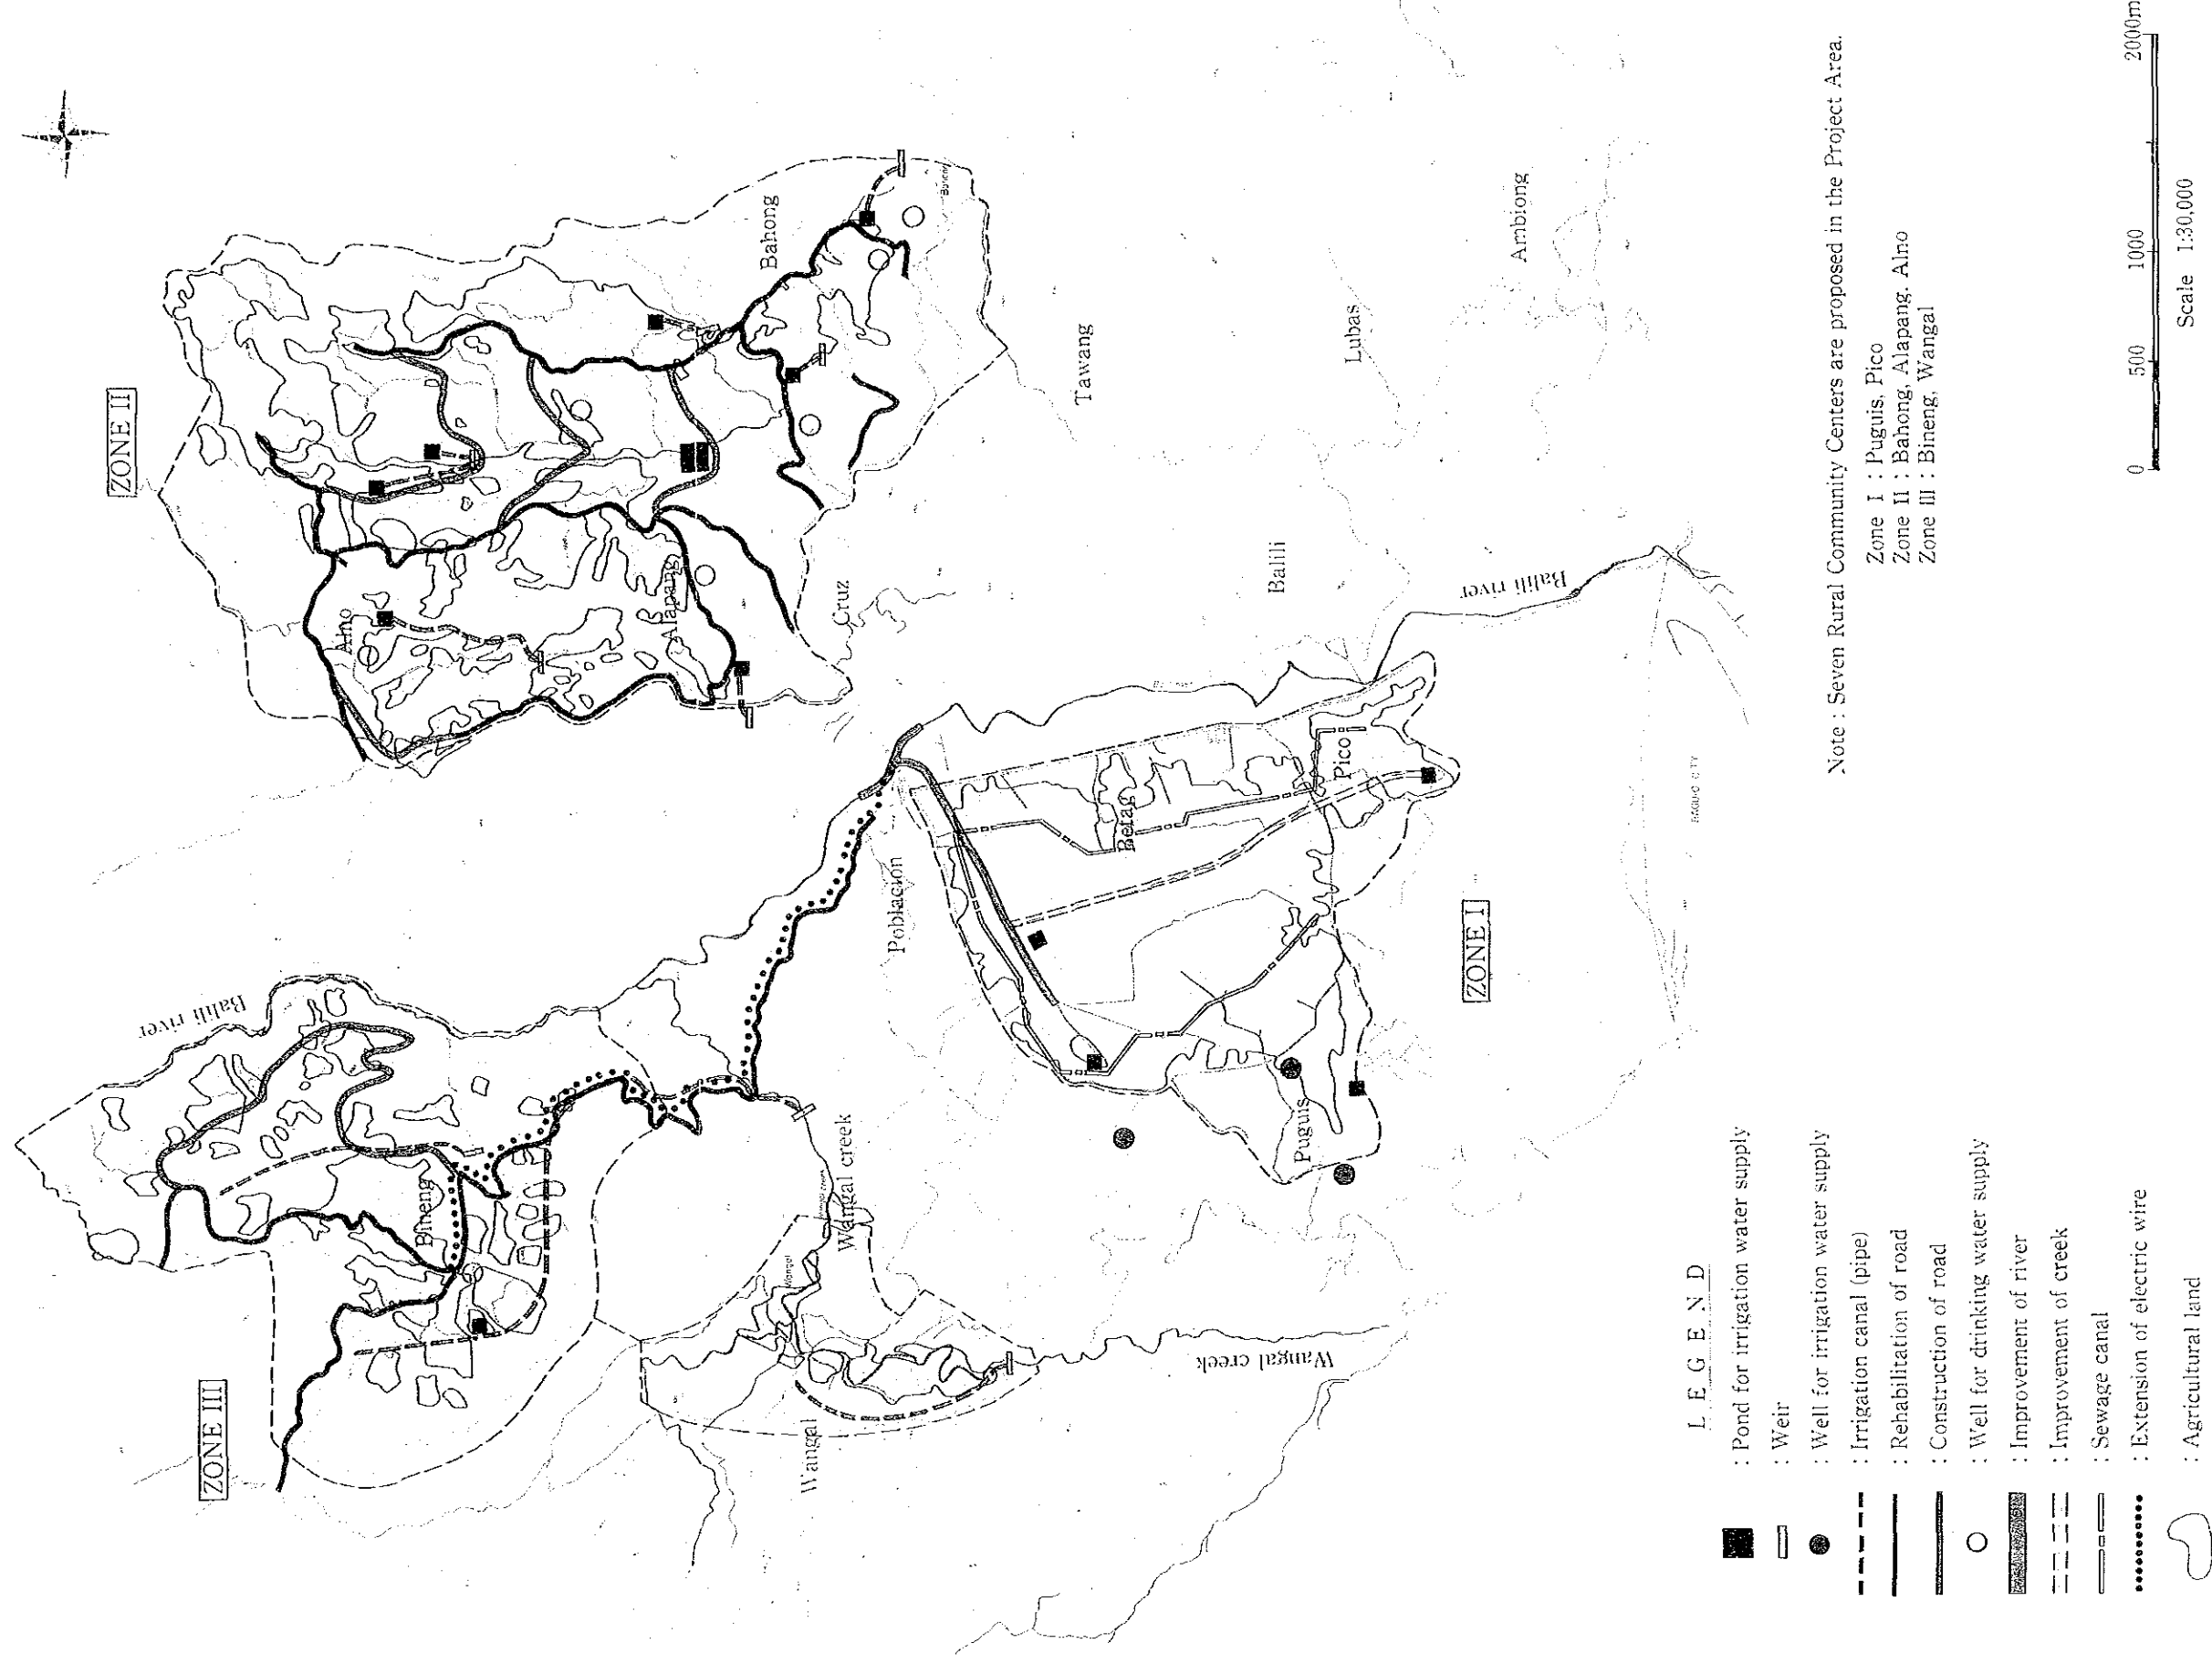 ZONE III
ZONE II
Balili river
Bineng
Alno
Alapang
Bahong
Cruz
Tawang
Wangal
Wangal creek
Poblacion
Wangal creek
Balili
Lubas
Betag
Pico
Puguis
Balili river
Ambiong
ZONE I
L E G E N D
: Pond for irrigation water supply
: Weir
: Well for irrigation water supply
: Irrigation canal (pipe)
: Rehabilitation of road
: Construction of road
: Well for drinking water supply
: Improvement of river
: Improvement of creek
: Sewage canal
: Extension of electric wire
: Agricultural land
Note : Seven Rural Community Centers are proposed in the Project Area.
Zone I : Puguis, Pico
Zone II : Bahong, Alapang. Alno
Zone III : Bineng, Wangal
0 500 1000 2000m
Scale 1:30,000